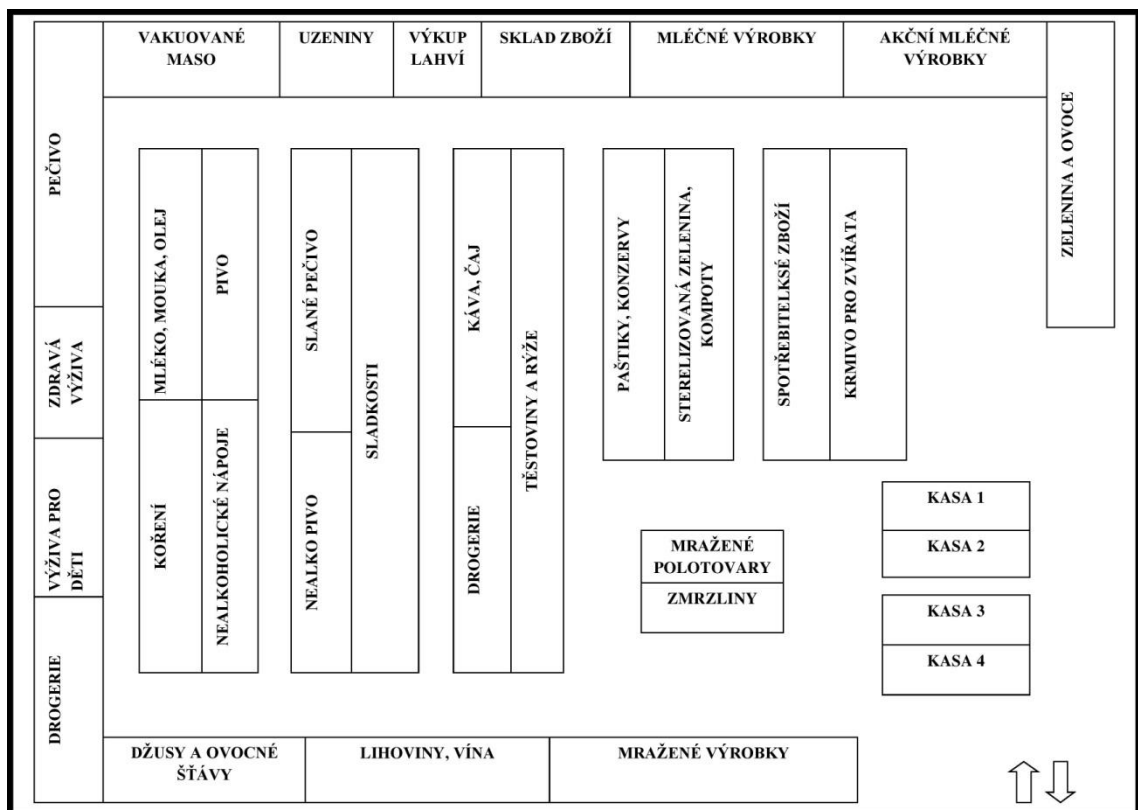 VAKUOVANÉ
MASO
UZENINY
VÝKUP
LAHVÍ
SKLAD ZBOŽÍ
MLÉČNÉ VÝROBKY
AKČNÍ MLÉČNÉ
VÝROBKY
ZELENINA A OVOCE
PEČIVO
ZDRAVÁ
VÝŽIVA
VÝŽIVA PRO
DĚTI
DROGERIE
MLÉKO, MOUKA, OLEJ
PIVO
KOŘENÍ
NEALKOHOLICKÉ NÁPOJE
SLANÉ PEČIVO
NEALKO PIVO
SLADKOSTI
KÁVA, ČAJ
DROGERIE
TĚSTOVINY A RÝŽE
PAŠTIKY, KONZERVY
STERELIZOVANÁ ZELENINA,
KOMPOTY
SPOTŘEBITELKSÉ ZBOŽÍ
KRMIVO PRO ZVÍŘATA
MRAŽENÉ
POLOTOVARY
ZMRZLINY
KASA 1
KASA 2
KASA 3
KASA 4
DŽUSY A OVOCNÉ
ŠŤÁVY
LIHOVINY, VÍNA
MRAŽENÉ VÝROBKY